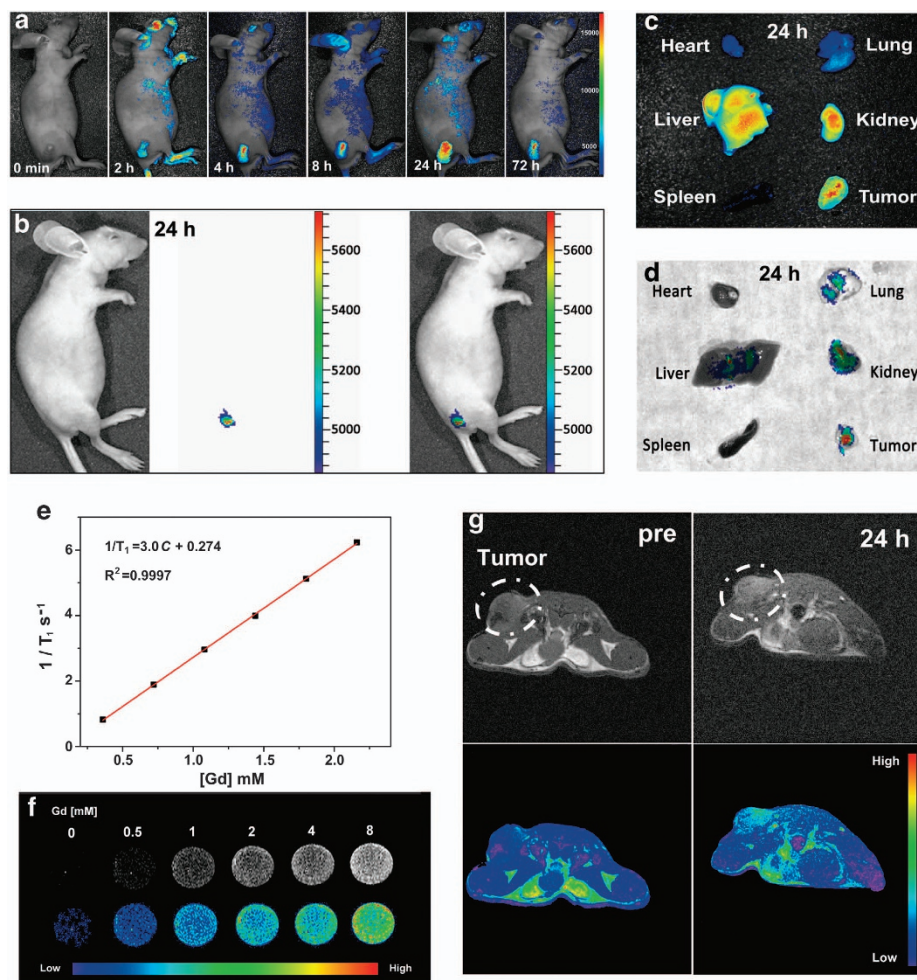 a
0 min
2 h
4 h
8 h
24 h
72 h
15000
10000
5000
b
24 h
5600
5400
5200
5000
5600
5400
5200
5000
c
24 h
Heart
Lung
Liver
Kidney
Spleen
Tumor
d
24 h
Heart
Lung
Liver
Kidney
Spleen
Tumor
e
1/T1 =3.0 C + 0.274
R² =0.9997
1 / T1 s⁻¹
6
4
2
0
0.5
1.0
1.5
2.0
[Gd] mM
f
Gd [mM]
0
0.5
1
2
4
8
Low
High
g
pre
24 h
Tumor
High
Low